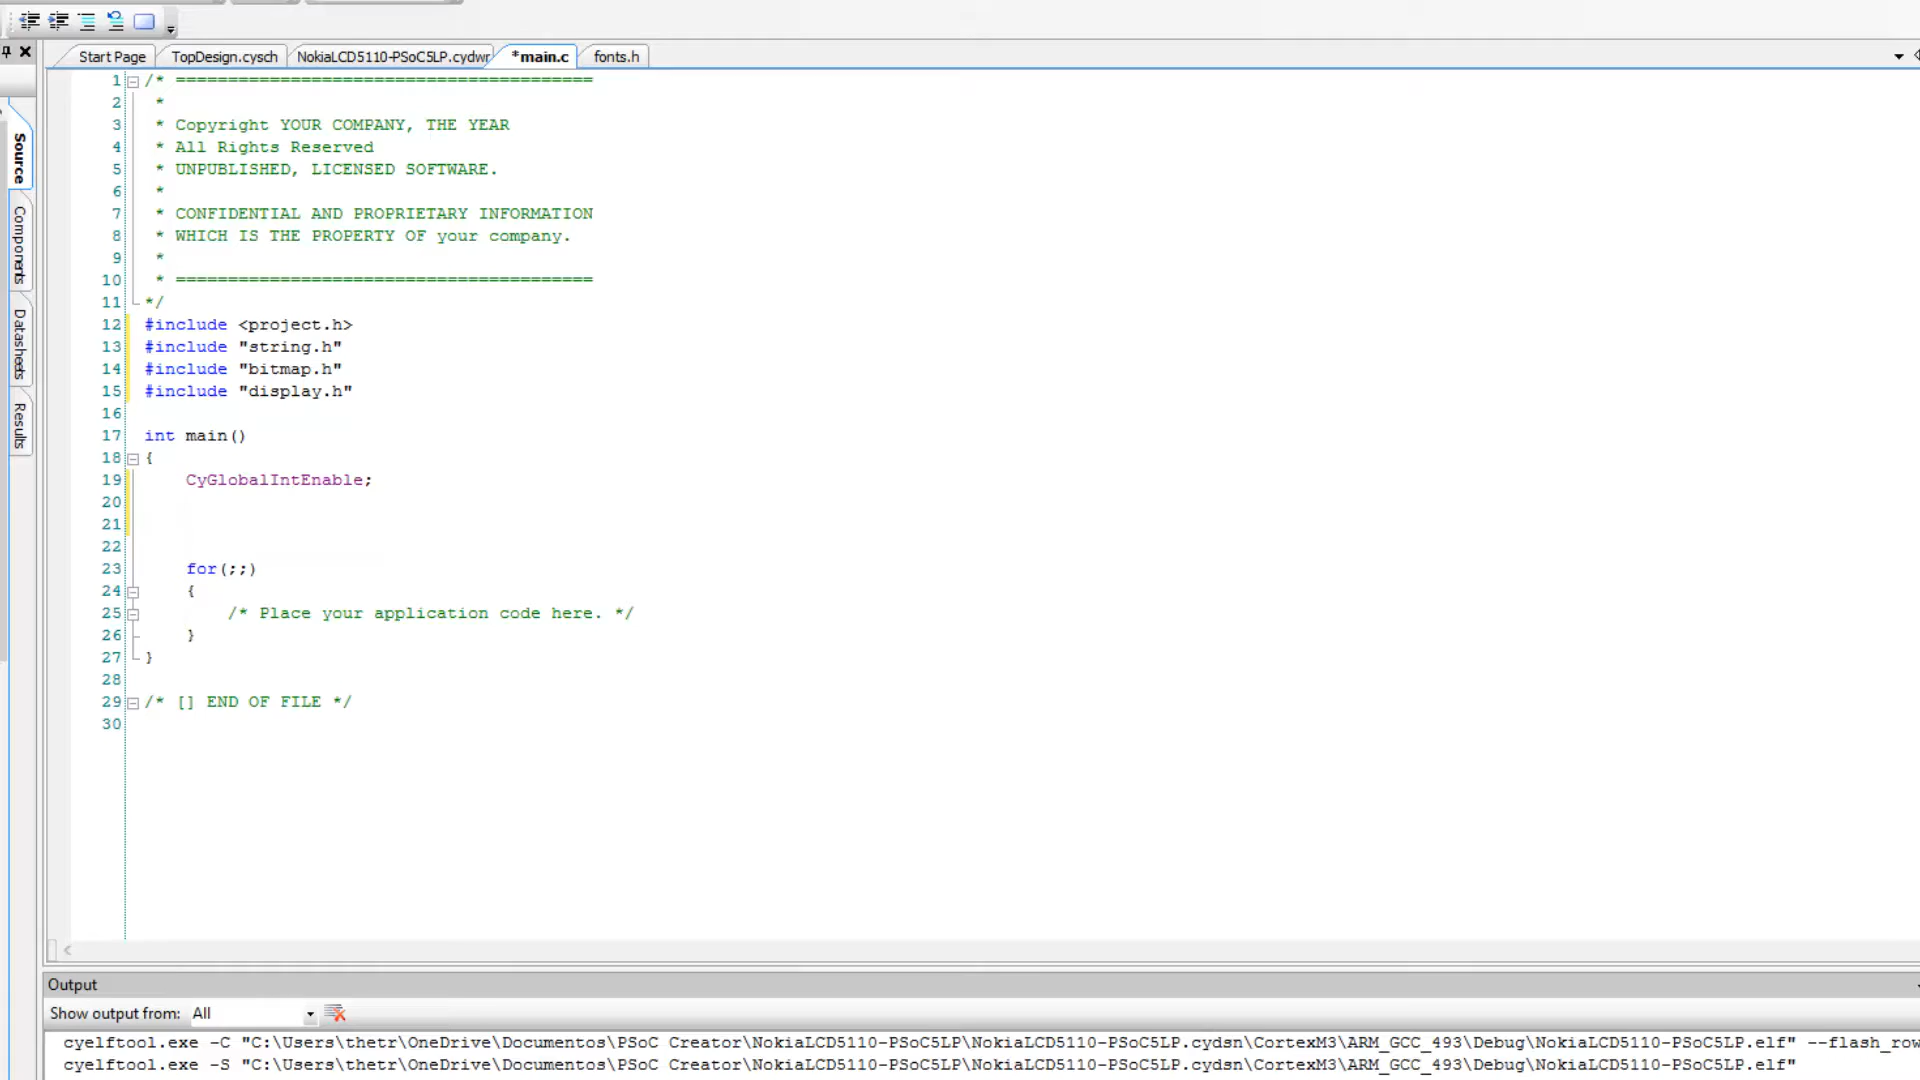 Start Page TopDesign.cysch NokiaLCD5110-PSoC5LP.cydwr *main.c fonts.h
Source
Components
Datasheets
Results
1 /* ========================================
2 *
3 * Copyright YOUR COMPANY, THE YEAR
4 * All Rights Reserved
5 * UNPUBLISHED, LICENSED SOFTWARE.
6 *
7 * CONFIDENTIAL AND PROPRIETARY INFORMATION
8 * WHICH IS THE PROPERTY OF your company.
9 *
10 * ========================================
11 */
12 #include <project.h>
13 #include "string.h"
14 #include "bitmap.h"
15 #include "display.h"
16
17 int main()
18 {
19 CyGlobalIntEnable;
20
21
22
23 for(;;)
24 {
25 /* Place your application code here. */
26 }
27 }
28
29 /* [] END OF FILE */
30
Output
Show output from: All
cyelftool.exe -C "C:\Users\thetr\OneDrive\Documentos\PSoC Creator\NokiaLCD5110-PSoC5LP\NokiaLCD5110-PSoC5LP.cydsn\CortexM3\ARM_GCC_493\Debug\NokiaLCD5110-PSoC5LP.elf" --flash_row
cyelftool.exe -S "C:\Users\thetr\OneDrive\Documentos\PSoC Creator\NokiaLCD5110-PSoC5LP\NokiaLCD5110-PSoC5LP.cydsn\CortexM3\ARM_GCC_493\Debug\NokiaLCD5110-PSoC5LP.elf"